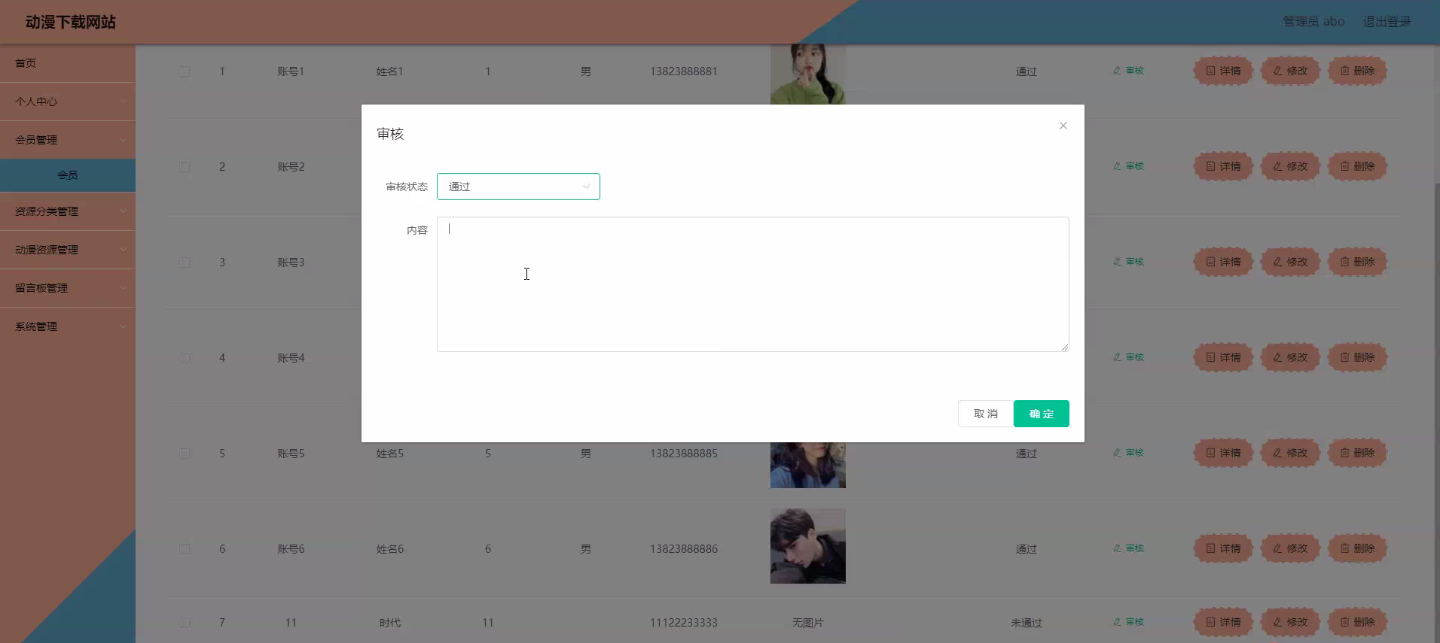 动漫下载网站 管理员 abo 退出登录
首页
个人中心
会员管理
会员
资源分类管理
动漫资源管理
留言板管理
系统管理
1 账号1 姓名1 1 男 13823888881 通过 审核 详情 修改 删除
2 账号2 审核 详情 修改 删除
3 账号3 审核 详情 修改 删除
4 账号4 审核 详情 修改 删除
5 账号5 姓名5 5 男 13823888885 通过 审核 详情 修改 删除
6 账号6 姓名6 6 男 13823888886 通过 审核 详情 修改 删除
7 11 时代 11 11122233333 无图片 未通过 审核 详情 修改 删除
审核
审核状态 通过
内容
取消 确定